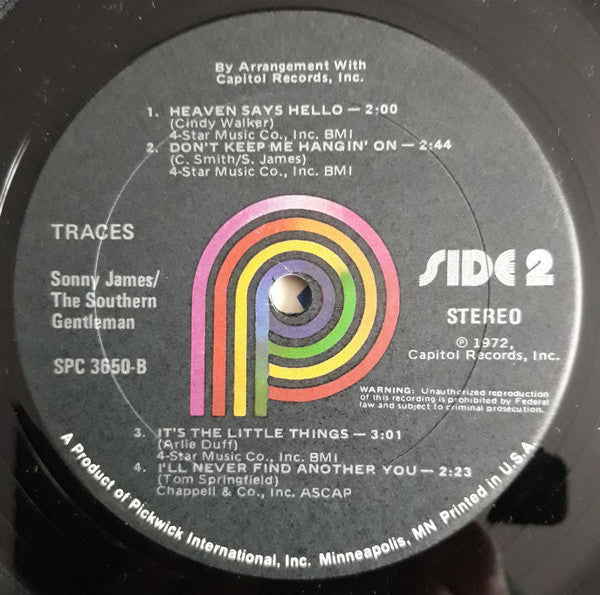 By Arrangement With
Capitol Records, Inc.
1. HEAVEN SAYS HELLO — 2:00
(Cindy Walker)
4-Star Music Co., Inc. BMI
2. DON'T KEEP ME HANGIN' ON — 2:44
(C. Smith/S. James)
4-Star Music Co., Inc. BMI
TRACES
Sonny James/
The Southern
Gentleman
SPC 3650-B
SIDE 2
STEREO
℗ 1972,
Capitol Records, Inc.
WARNING: Unauthorized reproduction
of this recording is prohibited by Federal
law and subject to criminal prosecution.
3. IT'S THE LITTLE THINGS — 3:01
(Arlie Duff)
4-Star Music Co., Inc. BMI
4. I'LL NEVER FIND ANOTHER YOU — 2:23
(Tom Springfield)
Chappell & Co., Inc. ASCAP
A Product of Pickwick International, Inc. Minneapolis, MN Printed in U.S.A.